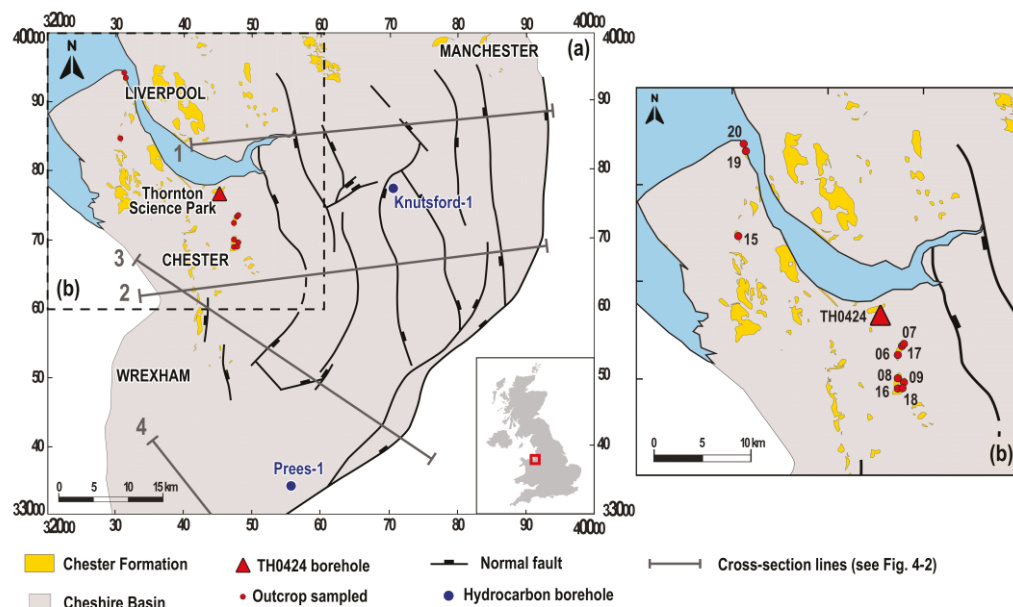 320000 30 40 50 60 70 80 90 400000
400000
(a)
N
MANCHESTER
LIVERPOOL
90
90
1
80
80
Thornton
Science Park
Knutsford-1
70
70
3
CHESTER
2
(b)
60
60
WREXHAM
50
50
4
40
40
Prees-1
0 5 10 15km
330000
330000
320000 30 40 50 60 70 80 90 400000
N
20
19
15
TH0424
07
06
17
08
09
16
18
0 5 10 km
(b)
Chester Formation
TH0424 borehole
Normal fault
Cross-section lines (see Fig. 4-2)
Cheshire Basin
Outcrop sampled
Hydrocarbon borehole